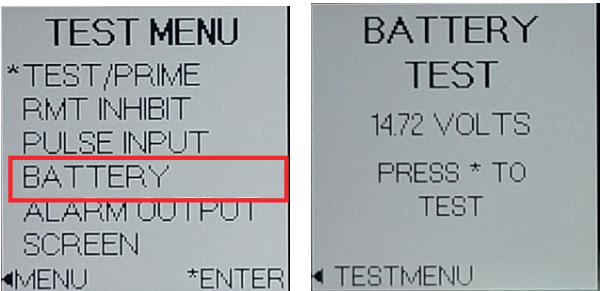 TEST MENU
*TEST/PRIME
RMT INHIBIT
PULSE INPUT
BATTERY
ALARM OUTPUT
SCREEN
◄MENU *ENTER
BATTERY
TEST
14.72 VOLTS
PRESS * TO
TEST
◄ TESTMENU